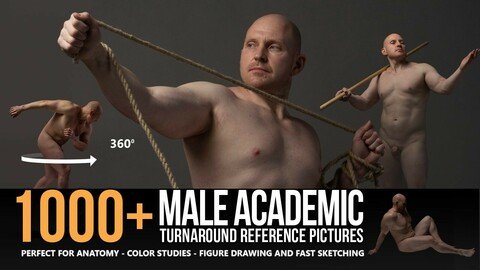 360°
1000+
MALE ACADEMIC
TURNAROUND REFERENCE PICTURES
PERFECT FOR ANATOMY - COLOR STUDIES - FIGURE DRAWING AND FAST SKETCHING